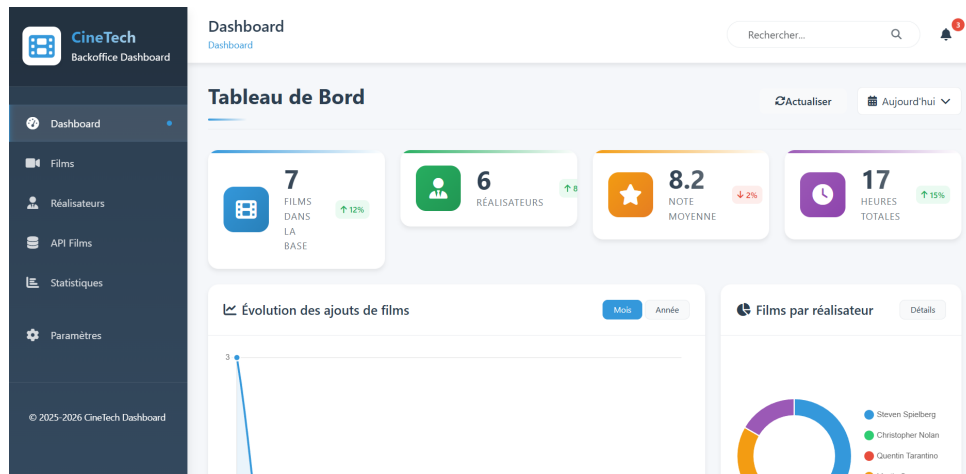 CineTech
Backoffice Dashboard
Dashboard
Films
Réalisateurs
API Films
Statistiques
Paramètres
© 2025-2026 CineTech Dashboard
Dashboard
Dashboard
Rechercher...
3
Tableau de Bord
Actualiser
Aujourd'hui
7
FILMS
DANS
LA
BASE
12%
6
RÉALISATEURS
8
8.2
NOTE
MOYENNE
2%
17
HEURES
TOTALES
15%
Évolution des ajouts de films
Mois
Année
3
Films par réalisateur
Détails
Steven Spielberg
Christopher Nolan
Quentin Tarantino